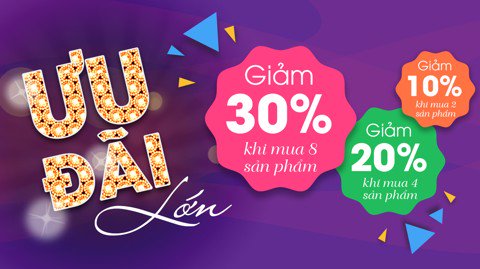 ƯU
ĐÃI
Lớn
Giảm
30%
khi mua 8
sản phẩm
Giảm
20%
khi mua 4
sản phẩm
Giảm
10%
khi mua 2
sản phẩm